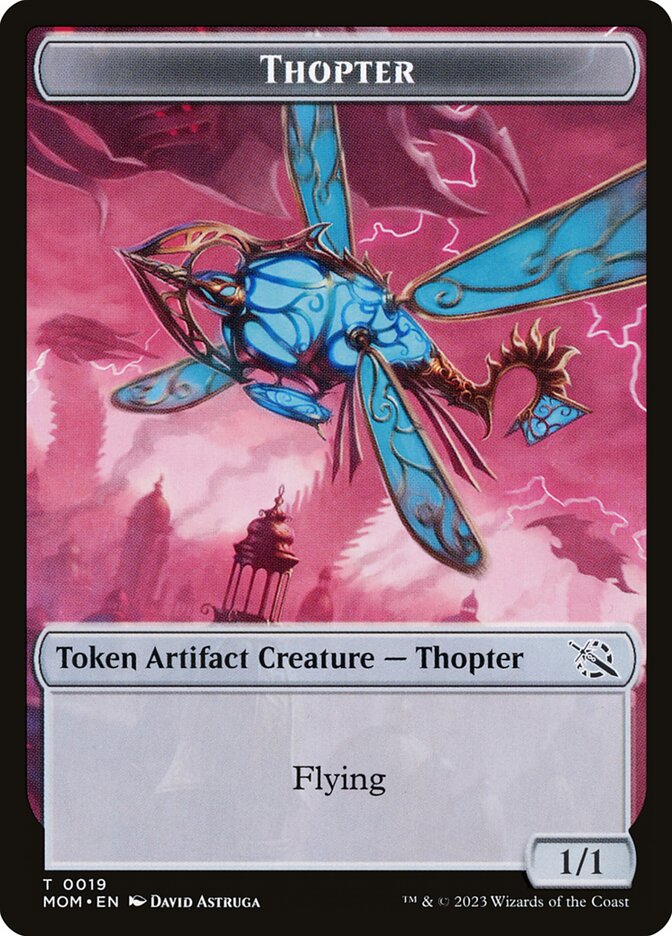 Thopter
Token Artifact Creature — Thopter
Flying
1/1
T 0019
MOM • EN David Astruga
™ & © 2023 Wizards of the Coast